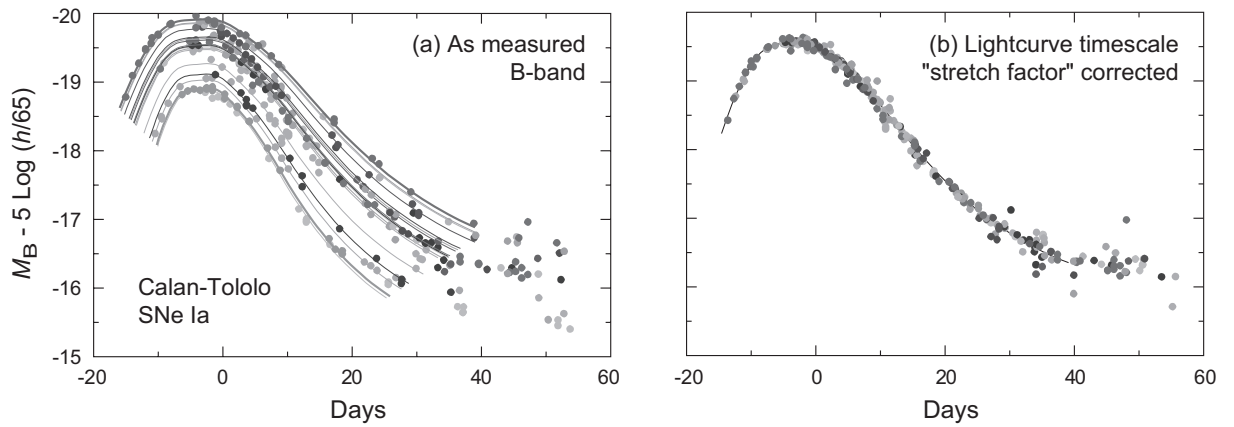 -20
-19
-18
-17
-16
-15
M_B - 5 Log (h/65)
(a) As measured
B-band
Calan-Tololo
SNe Ia
-20 0 20 40 60
Days
(b) Lightcurve timescale
"stretch factor" corrected
-20 0 20 40 60
Days